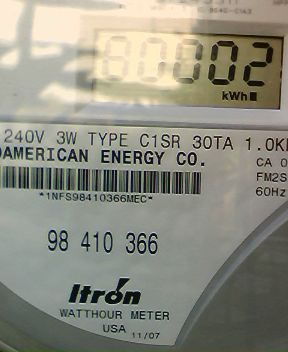 80002
kWh
240V 3W TYPE C1SR 30TA 1.0K
AMERICAN ENERGY CO.
CA 0
FM2S
60Hz
*1NFS98410366MEC*
98 410 366
Itrón
WATTHOUR METER
USA 11/07